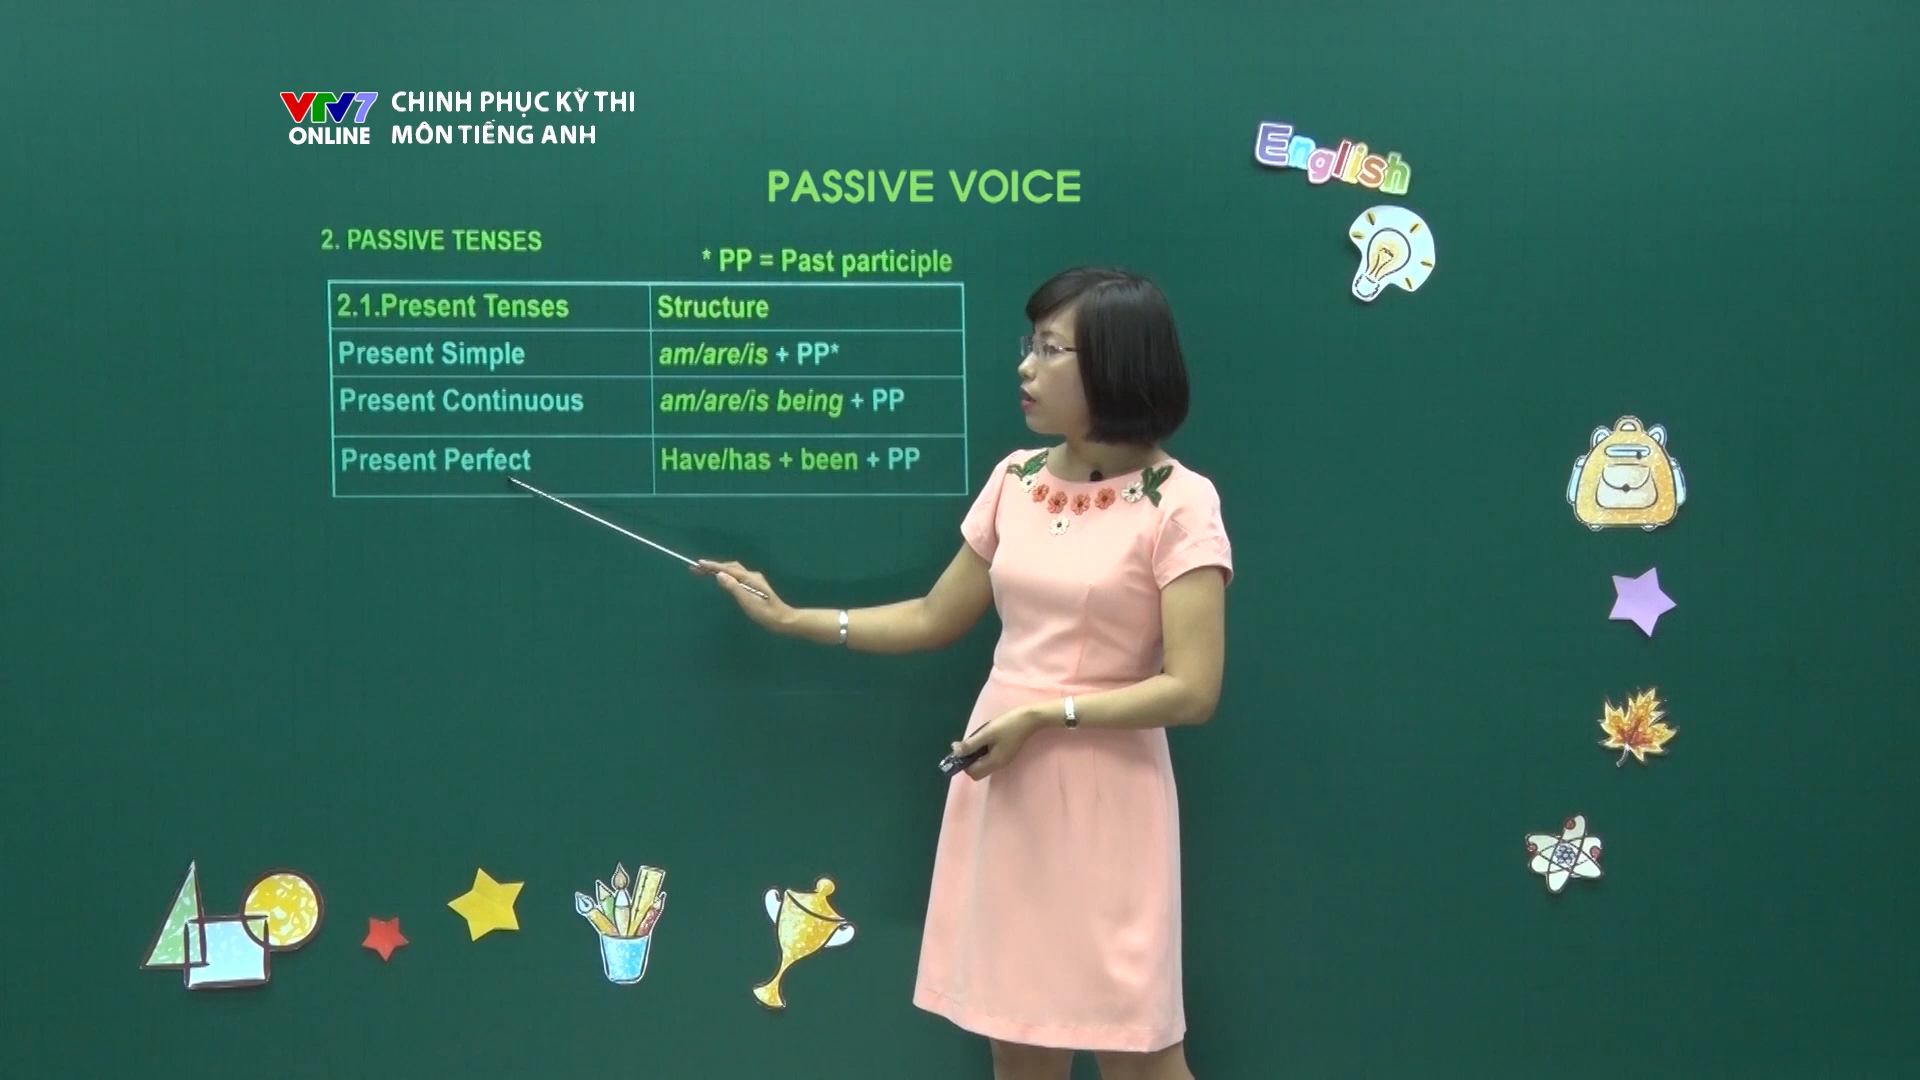 VTV7
ONLINE
CHINH PHỤC KỲ THI
MÔN TIẾNG ANH
English
PASSIVE VOICE
2. PASSIVE TENSES
* PP = Past participle
2.1.Present Tenses Structure
Present Simple am/are/is + PP*
Present Continuous am/are/is being + PP
Present Perfect Have/has + been + PP